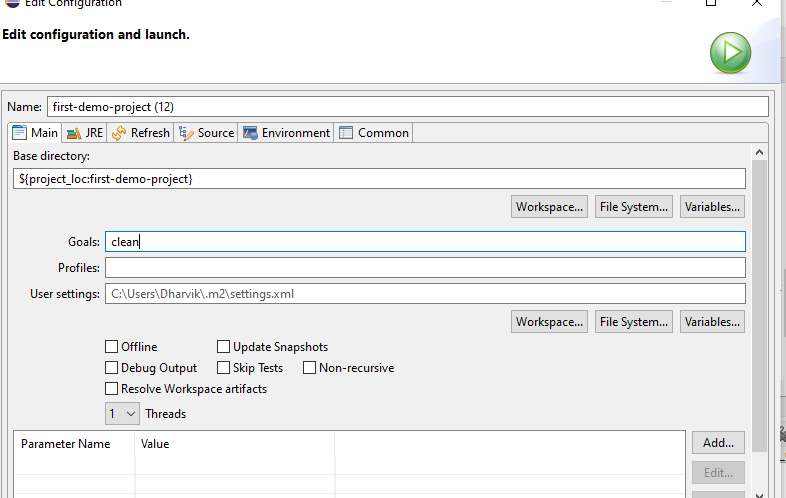 Edit Configuration
Edit configuration and launch.
Name: first-demo-project (12)
Main JRE Refresh Source Environment Common
Base directory:
${project_loc:first-demo-project}
Workspace... File System... Variables...
Goals: clean
Profiles:
User settings: C:\Users\Dharvik\.m2\settings.xml
Workspace... File System... Variables...
Offline Update Snapshots
Debug Output Skip Tests Non-recursive
Resolve Workspace artifacts
1 Threads
Parameter Name Value Add...
Edit...